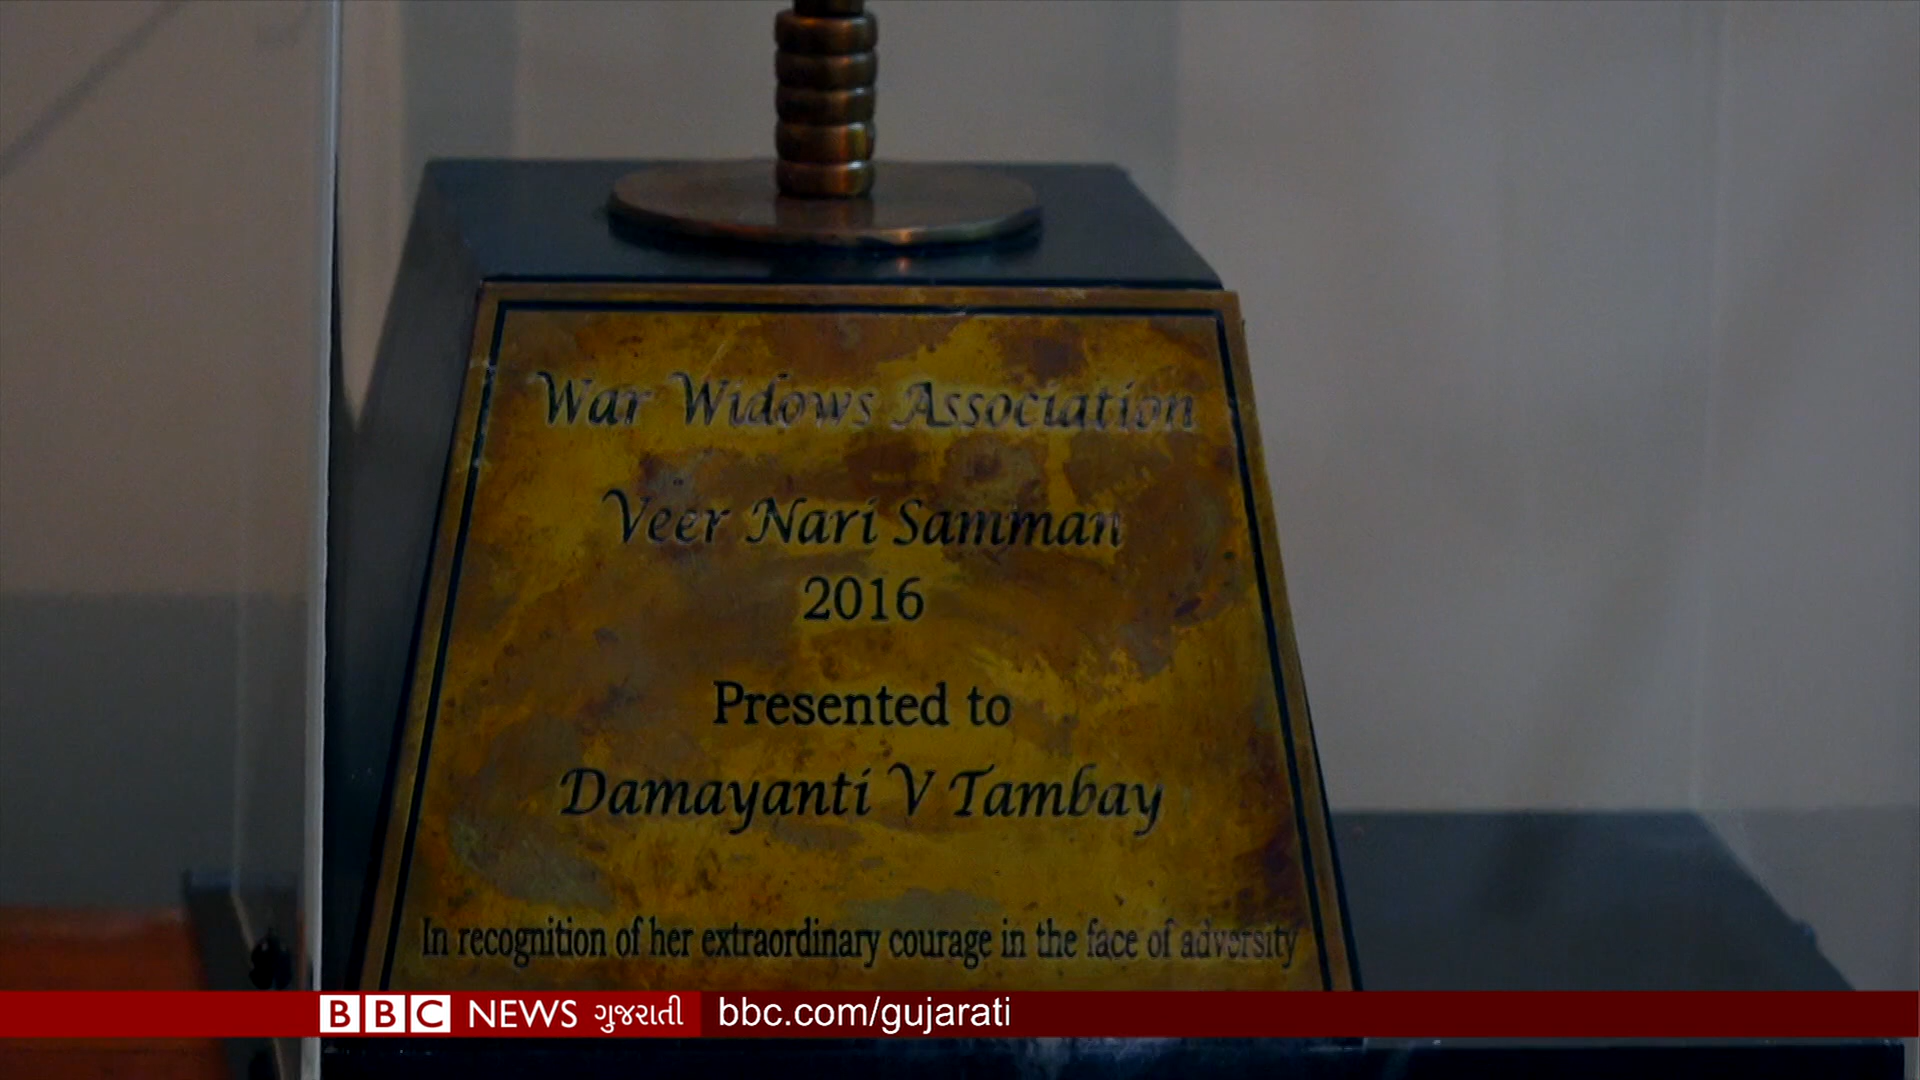 War Widows Association
Veer Nari Samman
2016
Presented to
Damayanti V Tambay
In recognition of her extraordinary courage in the face of adversity
BBC NEWS ગુજરાતી bbc.com/gujarati